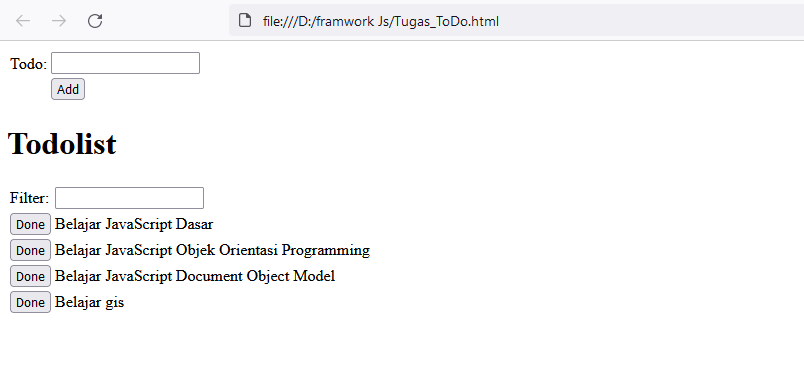 file:///D:/framwork Js/Tugas_ToDo.html
Todo:
Add
Todolist
Filter:
Done Belajar JavaScript Dasar
Done Belajar JavaScript Objek Orientasi Programming
Done Belajar JavaScript Document Object Model
Done Belajar gis